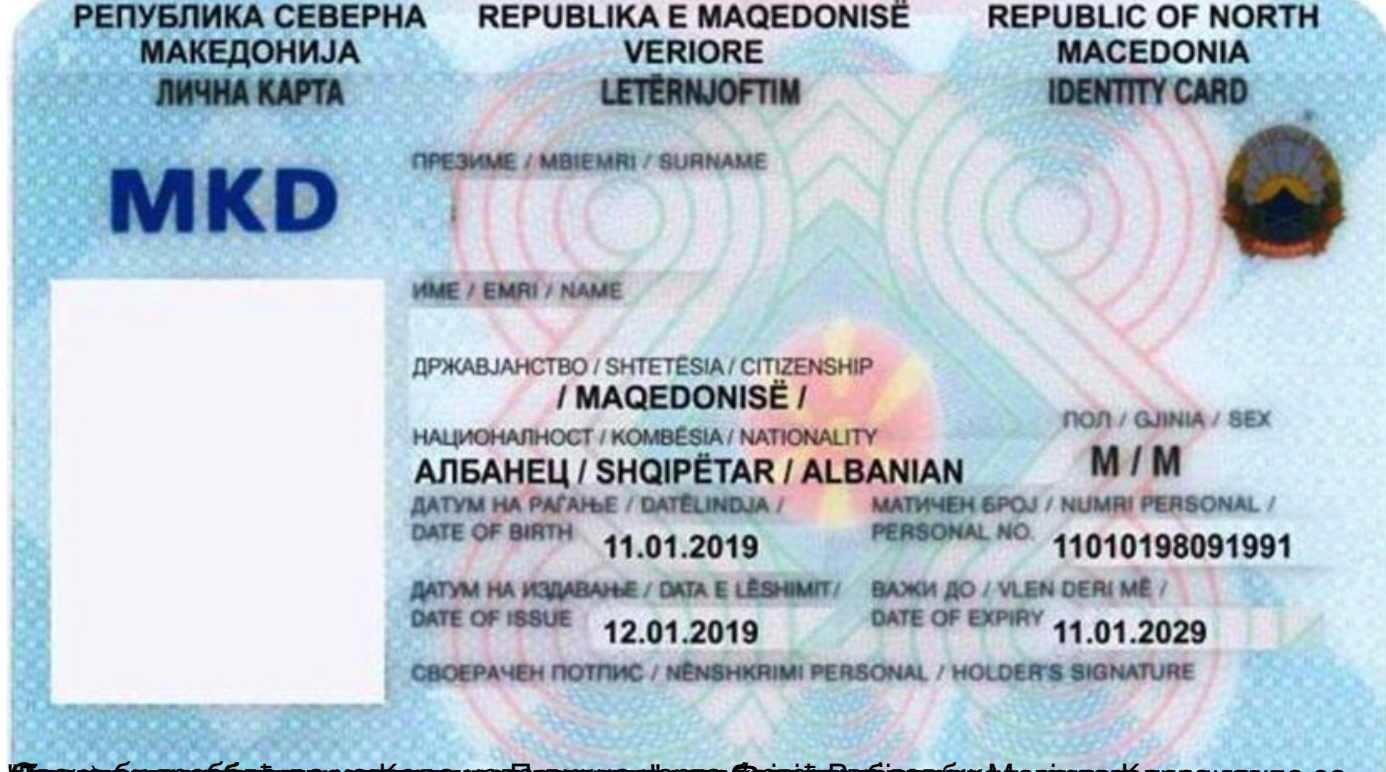 РЕПУБЛИКА СЕВЕРНА МАКЕДОНИЈА
ЛИЧНА КАРТА
REPUBLIKA E MAQEDONISË VERIORE
LETËRNJOFTIM
REPUBLIC OF NORTH MACEDONIA
IDENTITY CARD
MKD
ПРЕЗИМЕ / MBIEMRI / SURNAME
ИМЕ / EMRI / NAME
ДРЖАВЈАНСТВО / SHTETËSIA / CITIZENSHIP
/ MAQEDONISË /
НАЦИОНАЛНОСТ / KOMBËSIA / NATIONALITY
АЛБАНЕЦ / SHQIPËTAR / ALBANIAN
ПОЛ / GJINIA / SEX
М / M
ДАТУМ НА РАЃАЊЕ / DATËLINDJA /
DATE OF BIRTH 11.01.2019
МАТИЧЕН БРОЈ / NUMRI PERSONAL /
PERSONAL NO. 11010198091991
ДАТУМ НА ИЗДАВАЊЕ / DATA E LËSHIMIT/
DATE OF ISSUE 12.01.2019
ВАЖИ ДО / VLEN DERI MË /
DATE OF EXPIRY 11.01.2029
СВОЕРАЧЕН ПОТПИС / NËNSHKRIMI PERSONAL / HOLDER'S SIGNATURE